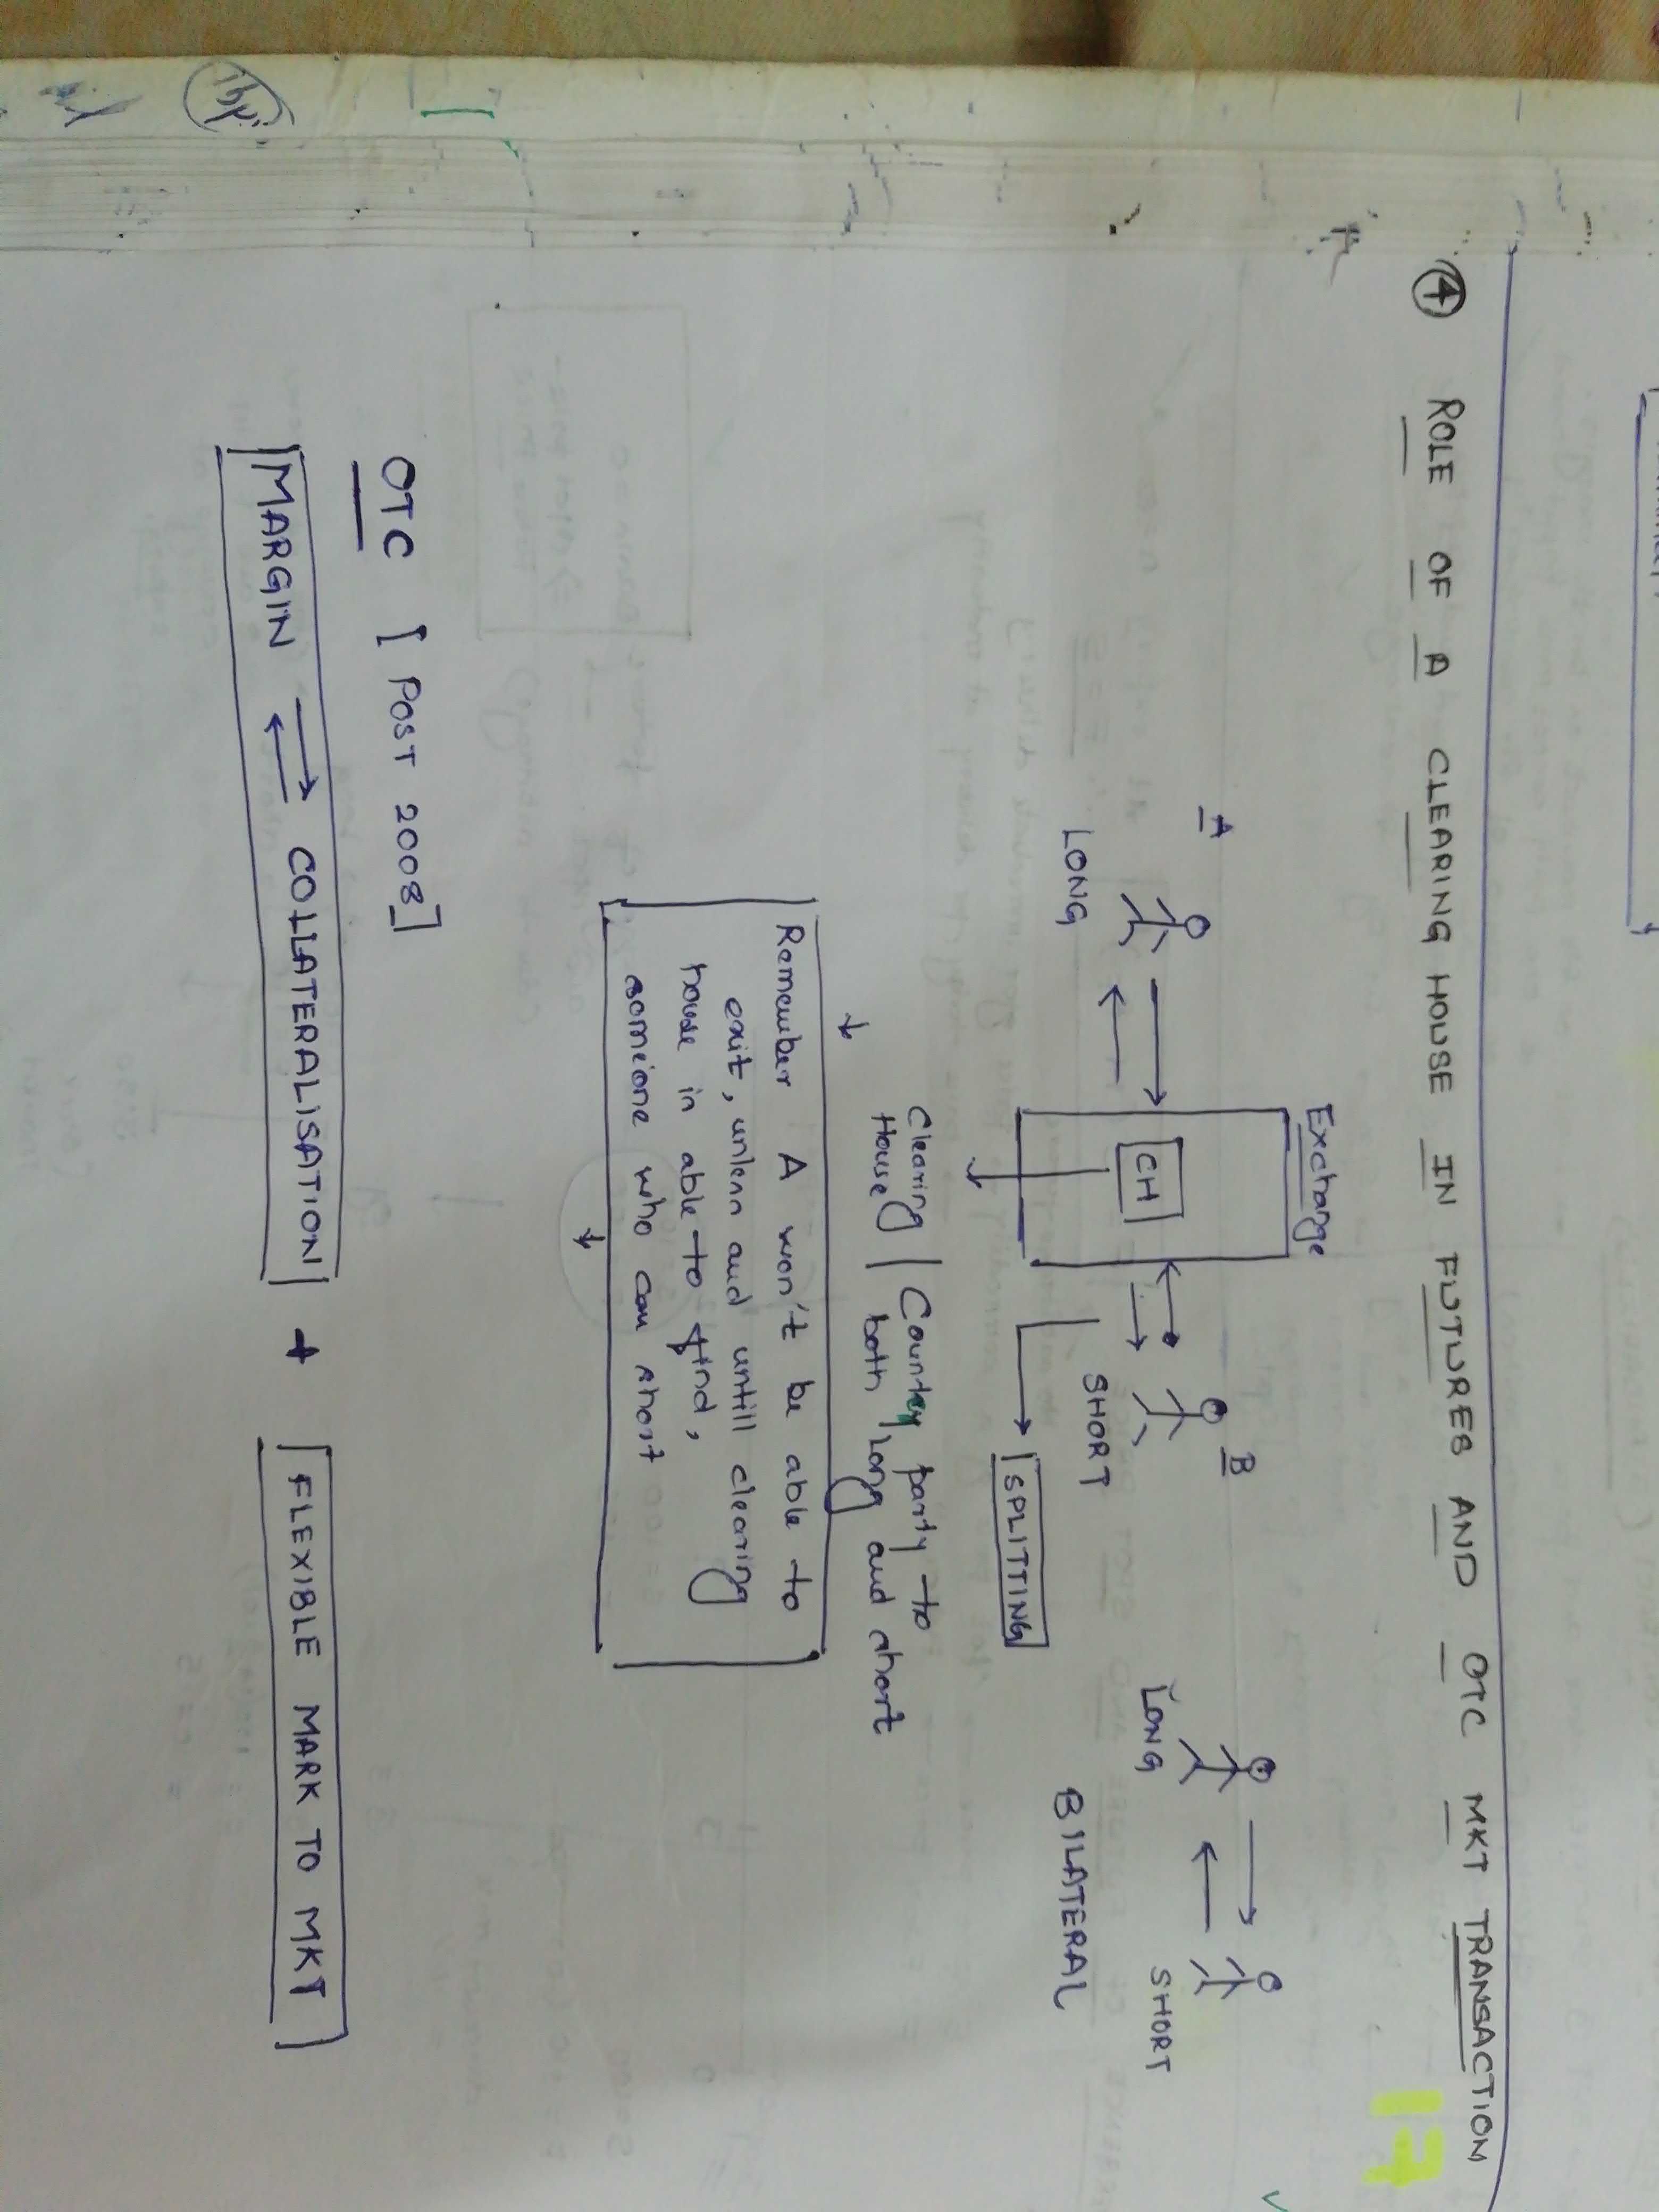 ④ ROLE OF A CLEARING HOUSE IN FUTURES AND OTC MKT TRANSACTION
17
Exchange
A
B
CH
LONG
SHORT
LONG
SHORT
SPLITTING
BILATERAL
Clearing House | Counter party to
both long and short
Remember A won't be able to
exit, unless and untill clearing
house is able to find,
someone who can short
OTC [POST 2008]
MARGIN ⇄ COLLATERALISATION + FLEXIBLE MARK TO MKT